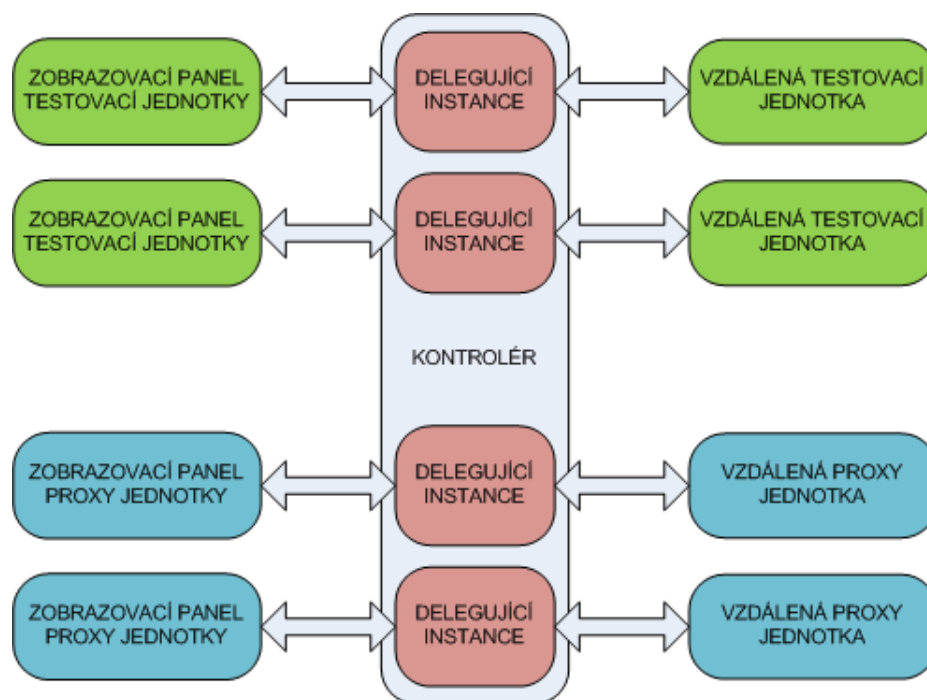 ZOBRAZOVACÍ PANEL
TESTOVACÍ JEDNOTKY
DELEGUJÍCÍ
INSTANCE
VZDÁLENÁ TESTOVACÍ
JEDNOTKA
ZOBRAZOVACÍ PANEL
TESTOVACÍ JEDNOTKY
DELEGUJÍCÍ
INSTANCE
VZDÁLENÁ TESTOVACÍ
JEDNOTKA
KONTROLÉR
ZOBRAZOVACÍ PANEL
PROXY JEDNOTKY
DELEGUJÍCÍ
INSTANCE
VZDÁLENÁ PROXY
JEDNOTKA
ZOBRAZOVACÍ PANEL
PROXY JEDNOTKY
DELEGUJÍCÍ
INSTANCE
VZDÁLENÁ PROXY
JEDNOTKA